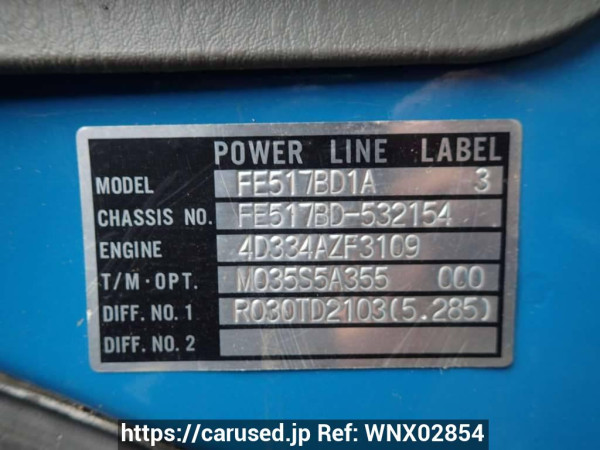 POWER LINE LABEL
MODEL FE517BD1A 3
CHASSIS NO. FE517BD-532154
ENGINE 4D334AZF3109
T/M·OPT. M035S5A355 000
DIFF. NO. 1 R030TD2103(5.285)
DIFF. NO. 2
https://carused.jp Ref: WNX02854